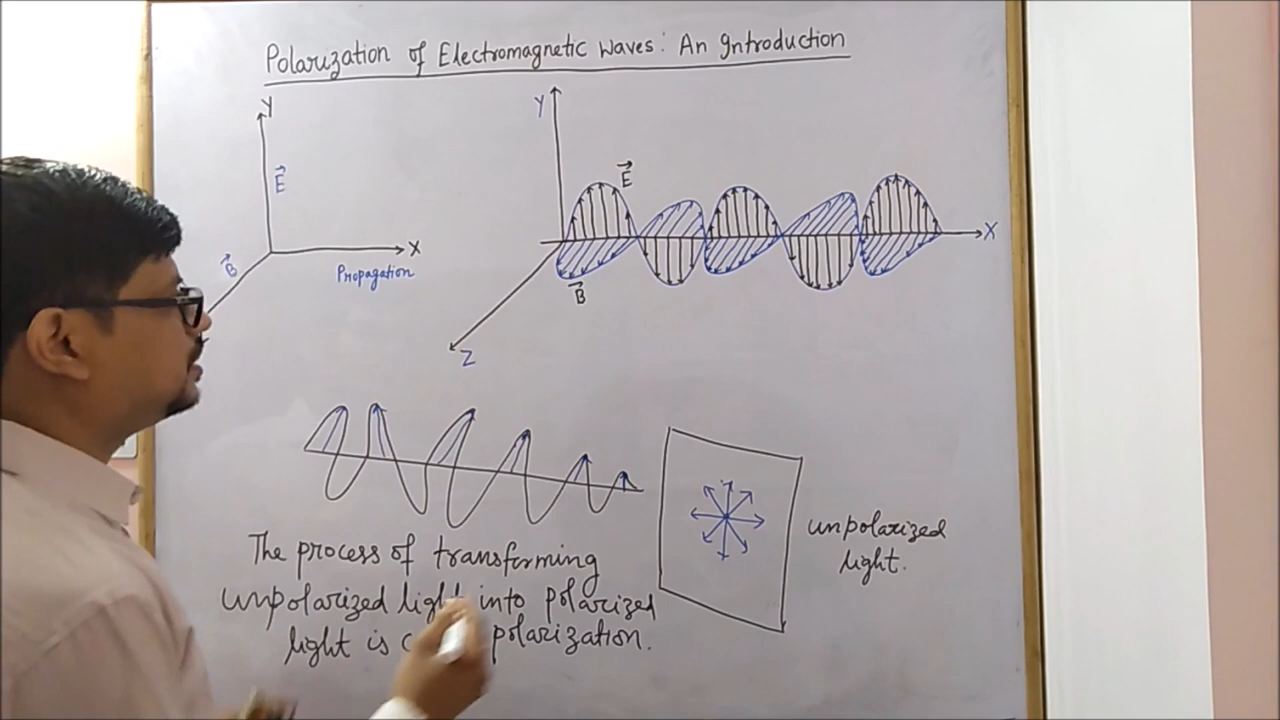 Polarization of Electromagnetic Waves: An Introduction
Y
E
B
X
Propagation
Y
E
X
B
Z
unpolarized
light.
The process of transforming
unpolarized light into polarized
light is polarization.